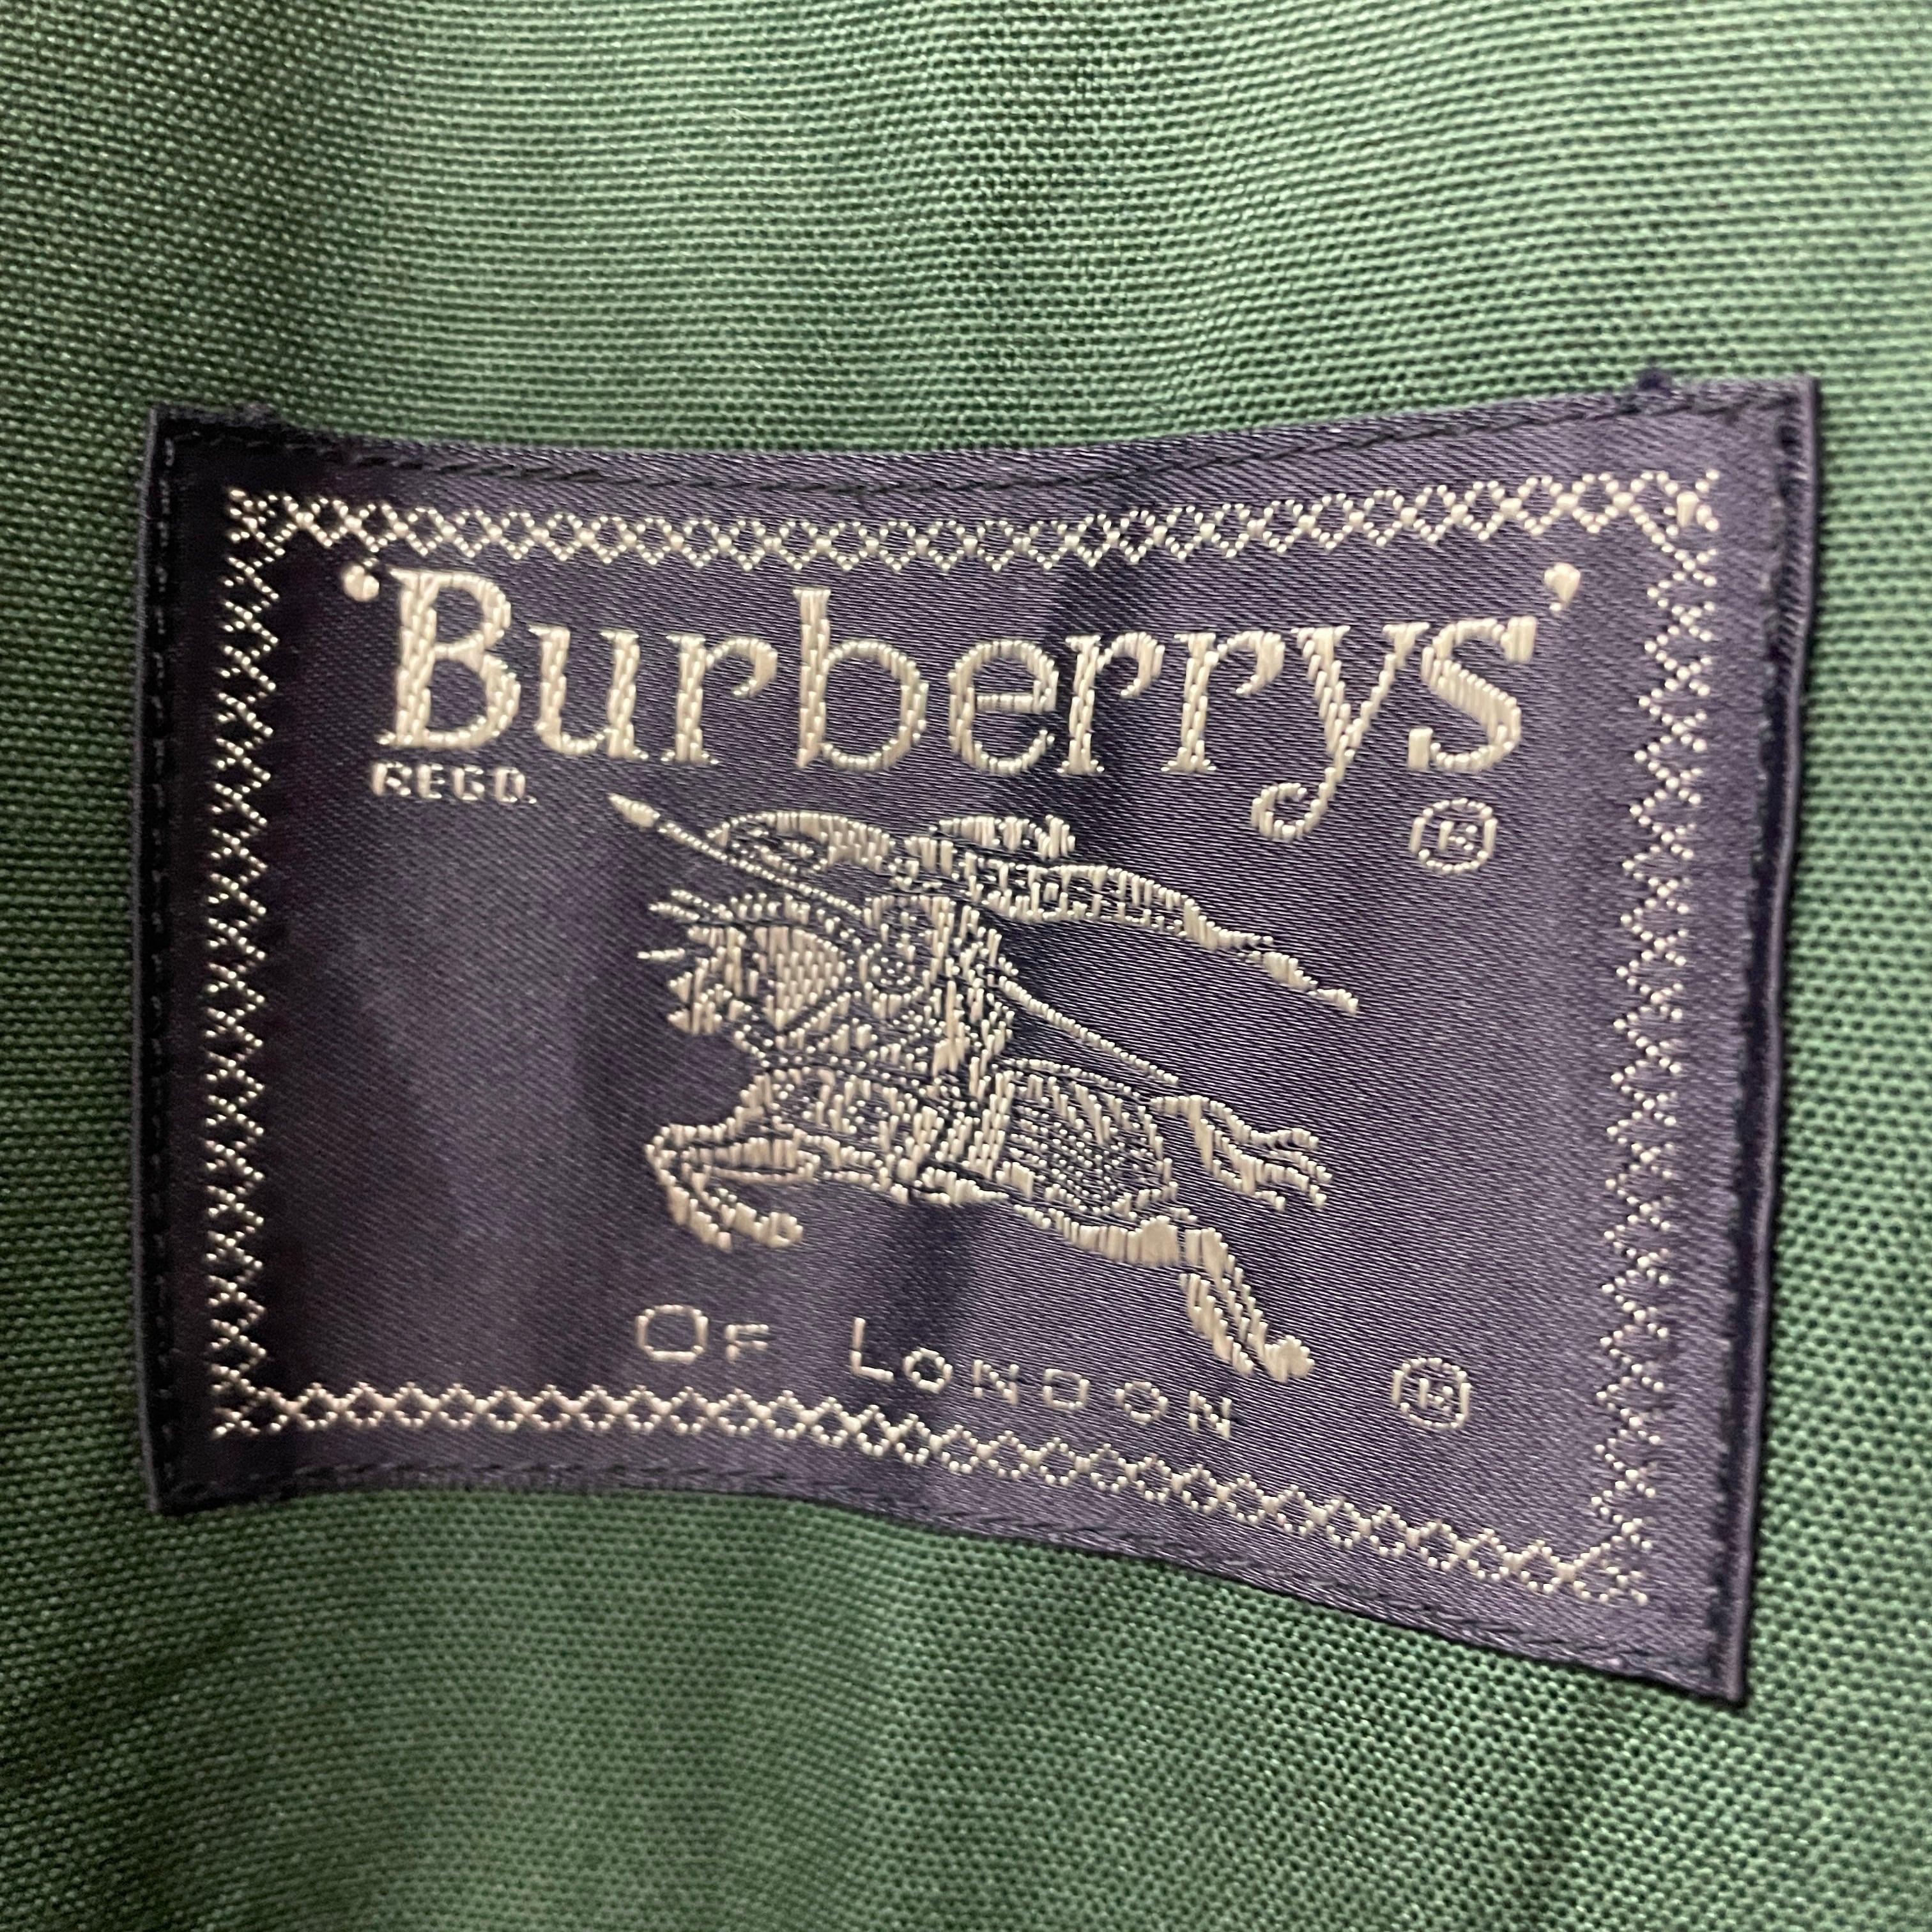 ‘Burberrys’
REGD. ®
OF LONDON ®